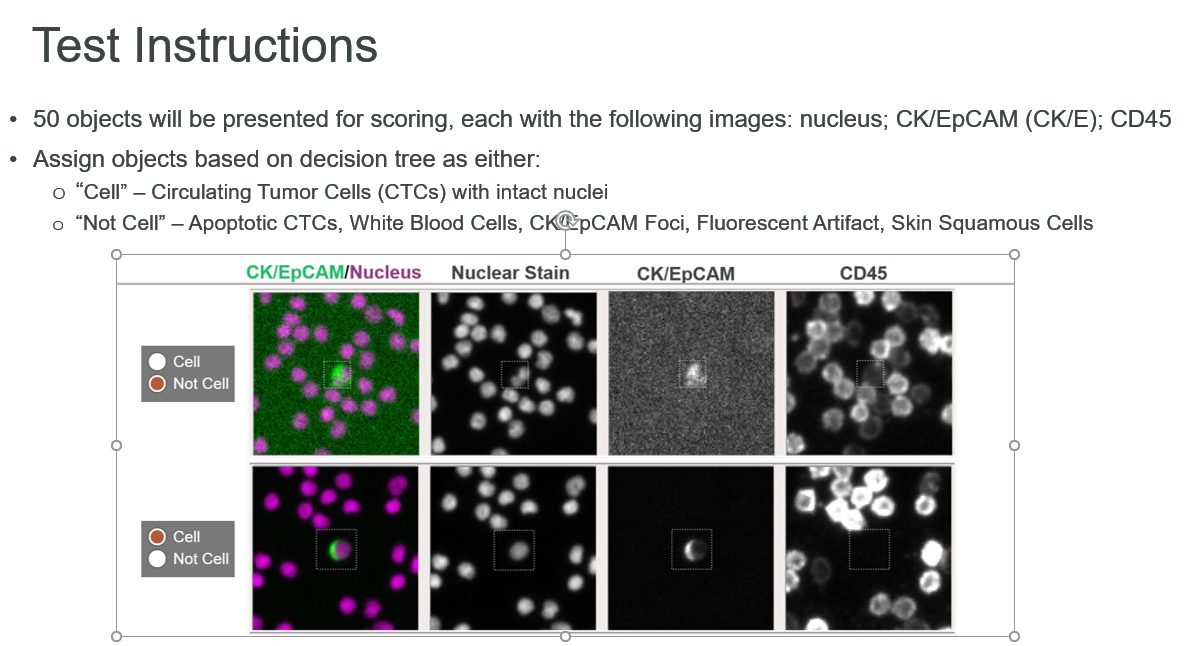 Test Instructions
• 50 objects will be presented for scoring, each with the following images: nucleus; CK/EpCAM (CK/E); CD45
• Assign objects based on decision tree as either:
o “Cell” – Circulating Tumor Cells (CTCs) with intact nuclei
o “Not Cell” – Apoptotic CTCs, White Blood Cells, CK/EpCAM Foci, Fluorescent Artifact, Skin Squamous Cells
CK/EpCAM/Nucleus Nuclear Stain CK/EpCAM CD45
Cell
Not Cell
Cell
Not Cell